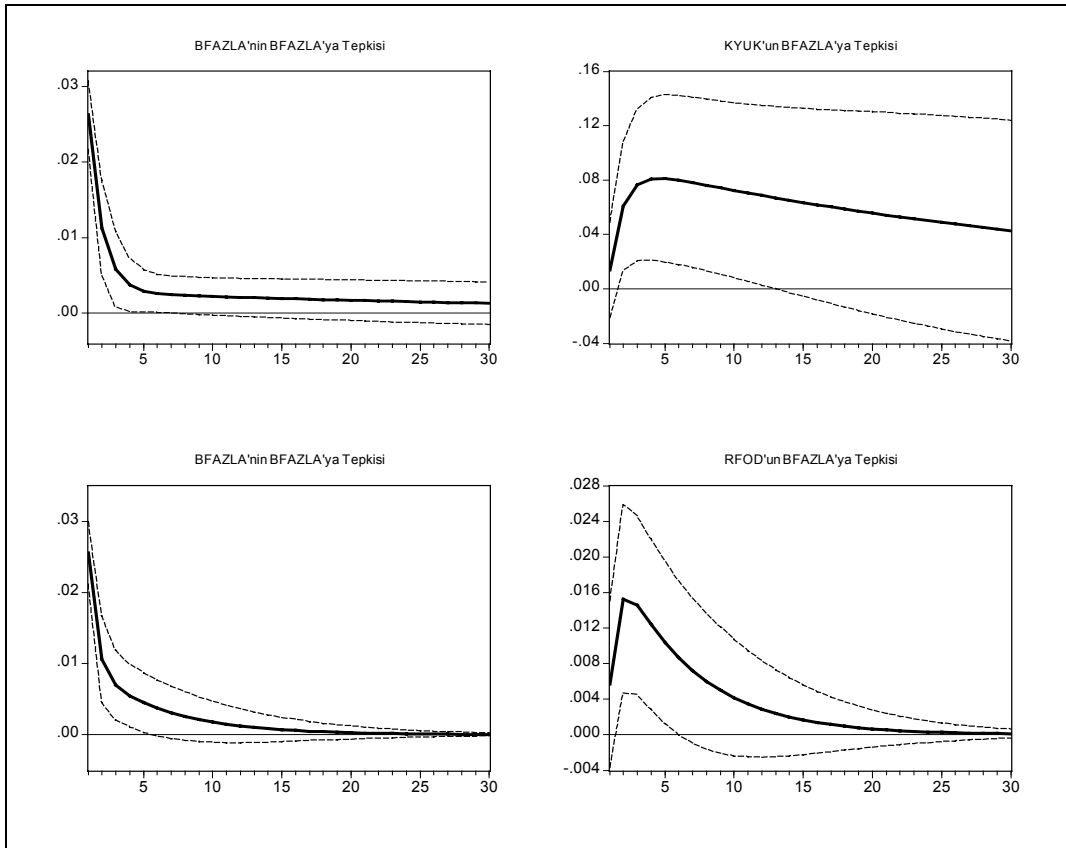 BFAZLA'nin BFAZLA'ya Tepkisi
.03
.02
.01
.00
5 10 15 20 25 30
KYUK'un BFAZLA'ya Tepkisi
.16
.12
.08
.04
.00
-.04
5 10 15 20 25 30
BFAZLA'nin BFAZLA'ya Tepkisi
.03
.02
.01
.00
5 10 15 20 25 30
RFOD'un BFAZLA'ya Tepkisi
.028
.024
.020
.016
.012
.008
.004
.000
-.004
5 10 15 20 25 30